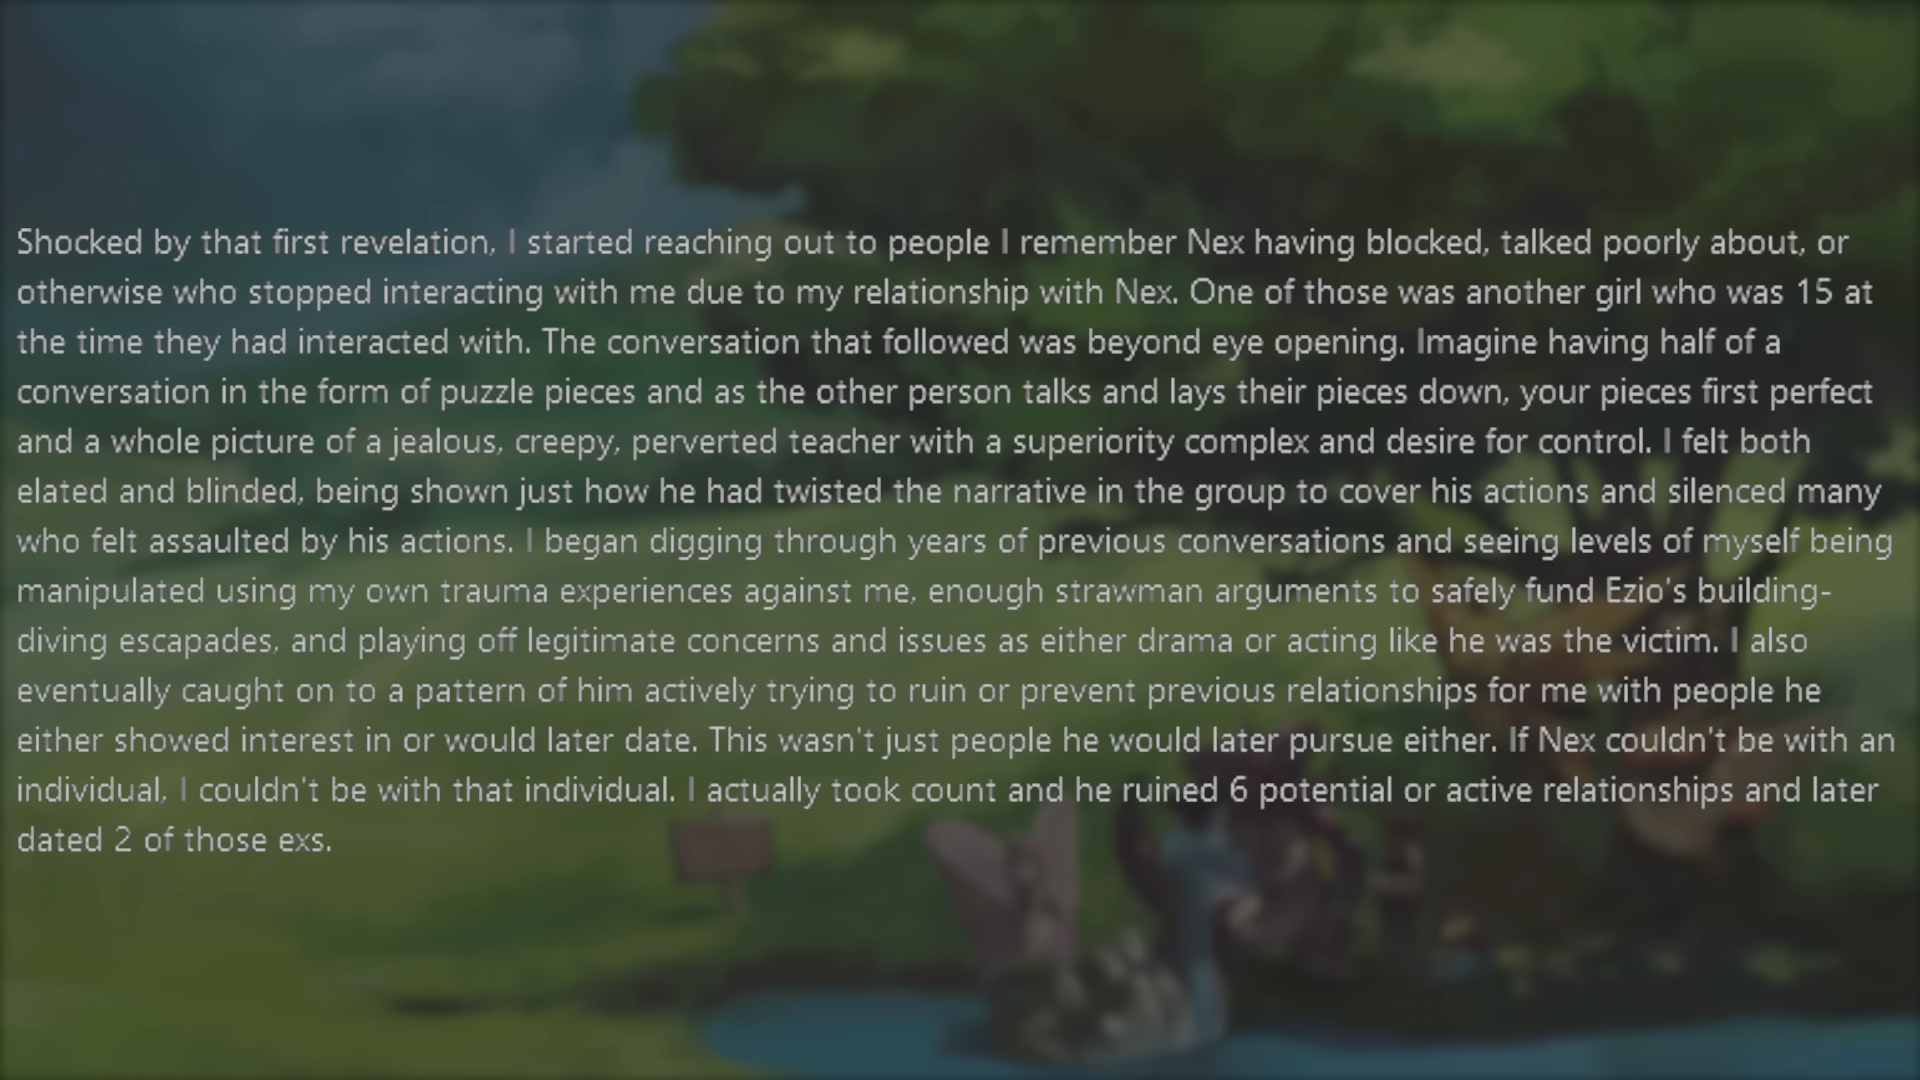 Shocked by that first revelation, I started reaching out to people I remember Nex having blocked, talked poorly about, or
otherwise who stopped interacting with me due to my relationship with Nex. One of those was another girl who was 15 at
the time they had interacted with. The conversation that followed was beyond eye opening. Imagine having half of a
conversation in the form of puzzle pieces and as the other person talks and lays their pieces down, your pieces first perfect
and a whole picture of a jealous, creepy, perverted teacher with a superiority complex and desire for control. I felt both
elated and blinded, being shown just how he had twisted the narrative in the group to cover his actions and silenced many
who felt assaulted by his actions. I began digging through years of previous conversations and seeing levels of myself being
manipulated using my own trauma experiences against me, enough strawman arguments to safely fund Ezio's building-
diving escapades, and playing off legitimate concerns and issues as either drama or acting like he was the victim. I also
eventually caught on to a pattern of him actively trying to ruin or prevent previous relationships for me with people he
either showed interest in or would later date. This wasn't just people he would later pursue either. If Nex couldn't be with an
individual, I couldn't be with that individual. I actually took count and he ruined 6 potential or active relationships and later
dated 2 of those exs.